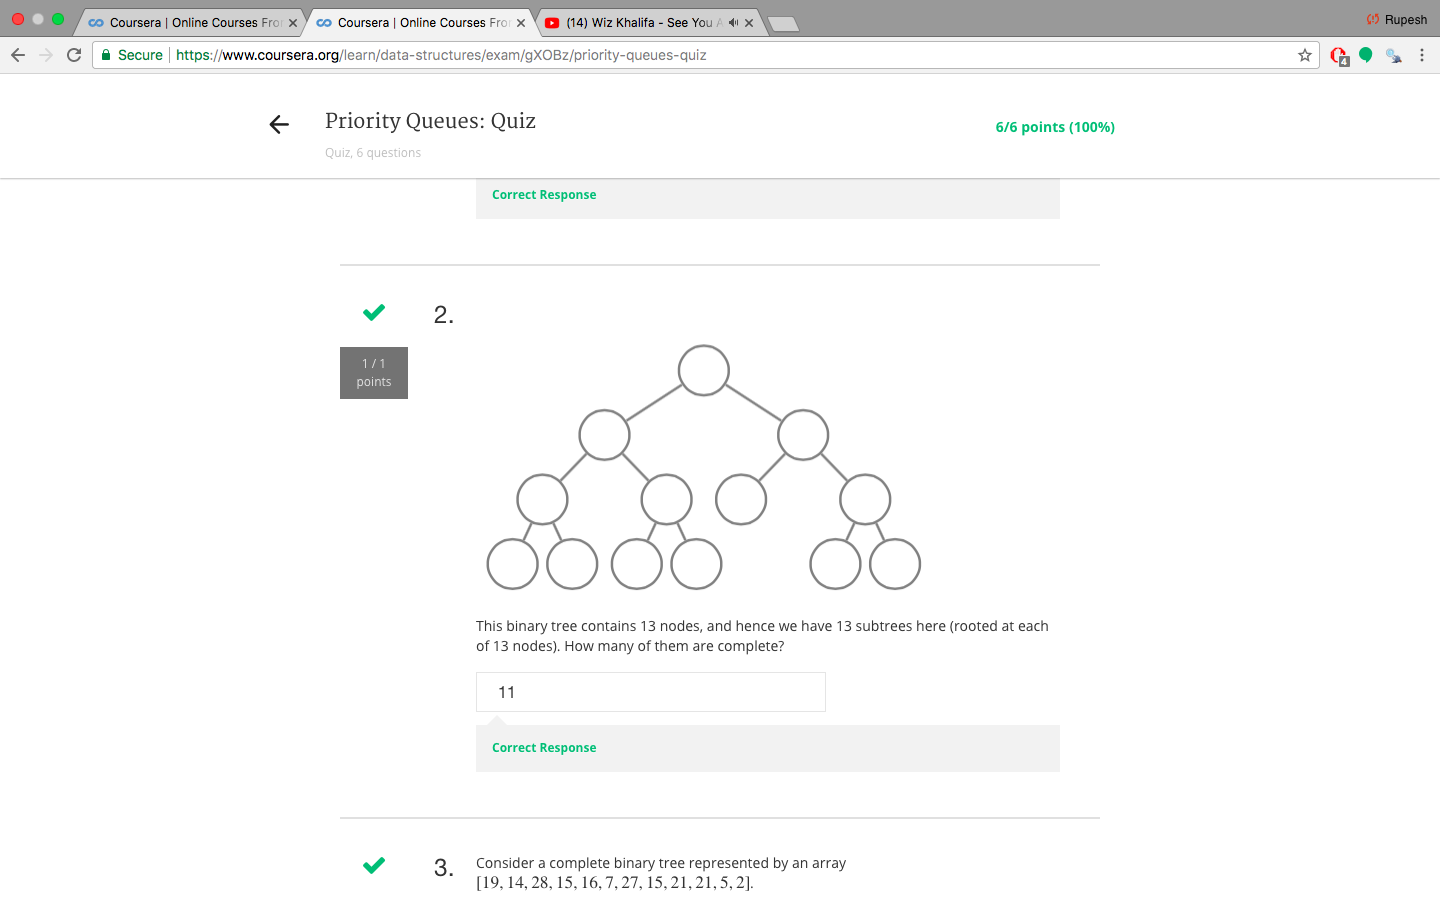 Coursera | Online Courses Fro
Coursera | Online Courses Fro
(14) Wiz Khalifa - See You A
Rupesh
Secure
https://www.coursera.org/learn/data-structures/exam/gXOBz/priority-queues-quiz
4
Priority Queues: Quiz
6/6 points (100%)
Quiz, 6 questions
Correct Response
2.
1 / 1
points
This binary tree contains 13 nodes, and hence we have 13 subtrees here (rooted at each
of 13 nodes). How many of them are complete?
11
Correct Response
3.
Consider a complete binary tree represented by an array
[19, 14, 28, 15, 16, 7, 27, 15, 21, 21, 5, 2].